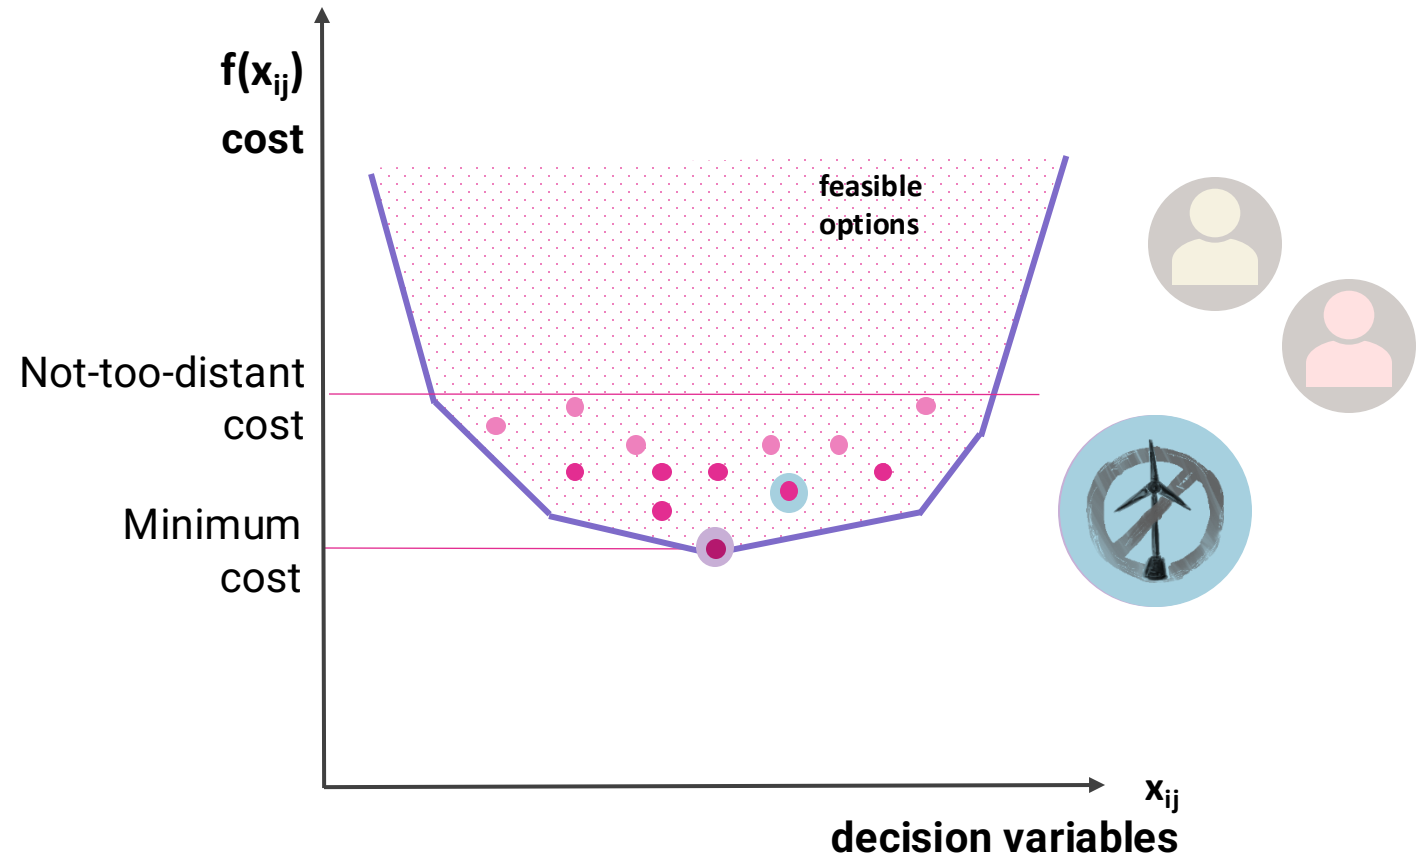 f(xij)
cost
feasible
options
Not-too-distant
cost
Minimum
cost
xij
decision variables